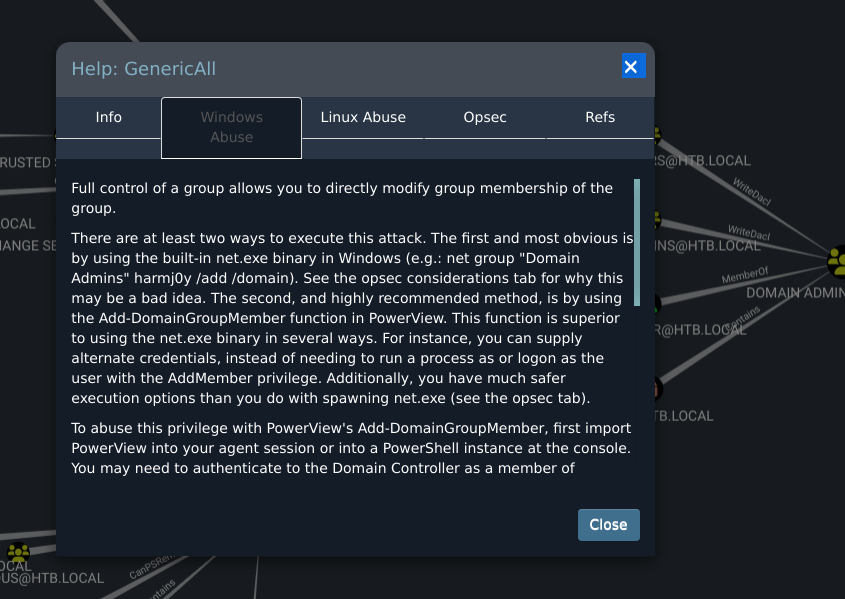 Help: GenericAll
Info
Windows
Abuse
Linux Abuse
Opsec
Refs
Full control of a group allows you to directly modify group membership of the
group.
There are at least two ways to execute this attack. The first and most obvious is
by using the built-in net.exe binary in Windows (e.g.: net group "Domain
Admins" harmj0y /add /domain). See the opsec considerations tab for why this
may be a bad idea. The second, and highly recommended method, is by using
the Add-DomainGroupMember function in PowerView. This function is superior
to using the net.exe binary in several ways. For instance, you can supply
alternate credentials, instead of needing to run a process as or logon as the
user with the AddMember privilege. Additionally, you have much safer
execution options than you do with spawning net.exe (see the opsec tab).
To abuse this privilege with PowerView's Add-DomainGroupMember, first import
PowerView into your agent session or into a PowerShell instance at the console.
You may need to authenticate to the Domain Controller as a member of
Close
RUSTED
OCAL
HANGE SE
RS@HTB.LOCAL
WriteDacl
WriteDacl
INS@HTB.LOCAL
MemberOf
DOMAIN ADMIN
R@HTB.LOCAL
Contains
TB.LOCAL
OCAL
OUS@HTB.LOCAL
CanPSRem
ontains